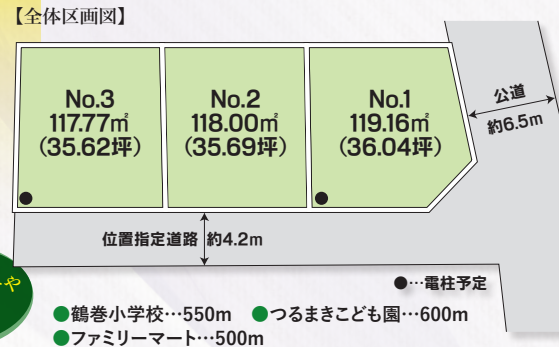 【全体区画図】
No.3
117.77㎡
(35.62坪)
No.2
118.00㎡
(35.69坪)
No.1
119.16㎡
(36.04坪)
公道
約6.5m
位置指定道路 約4.2m
●…電柱予定
や
●鶴巻小学校…550m ●つるまきこども園…600m
●ファミリーマート…500m